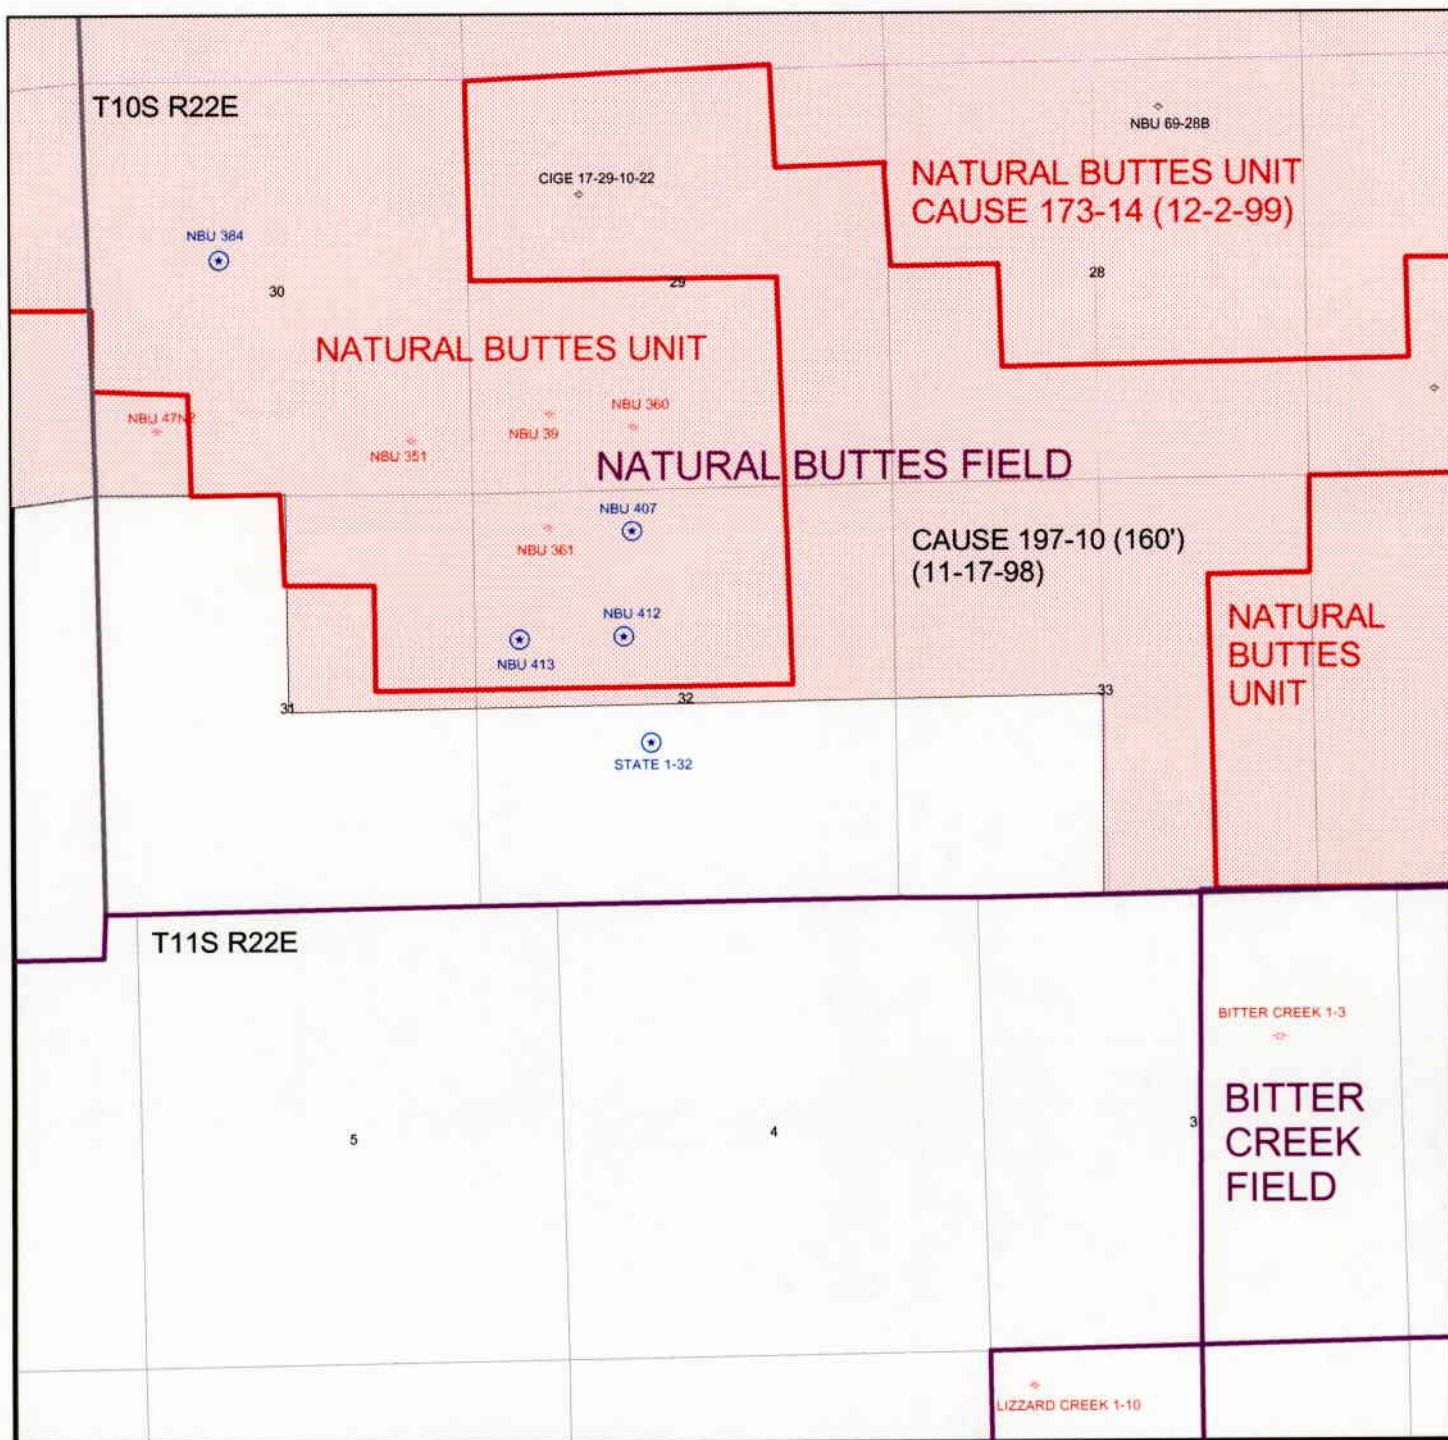 T10S R22E
NBU 69-28B
CIGE 17-29-10-22
NATURAL BUTTES UNIT
CAUSE 173-14 (12-2-99)
NBU 384
30
29
28
NATURAL BUTTES UNIT
NBU 47N2
NBU 351
NBU 39
NBU 360
NATURAL BUTTES FIELD
NBU 407
NBU 361
CAUSE 197-10 (160')
(11-17-98)
NBU 412
NBU 413
NATURAL
BUTTES
UNIT
31
32
33
STATE 1-32
T11S R22E
BITTER CREEK 1-3
BITTER
CREEK
FIELD
5
4
3
LIZZARD CREEK 1-10